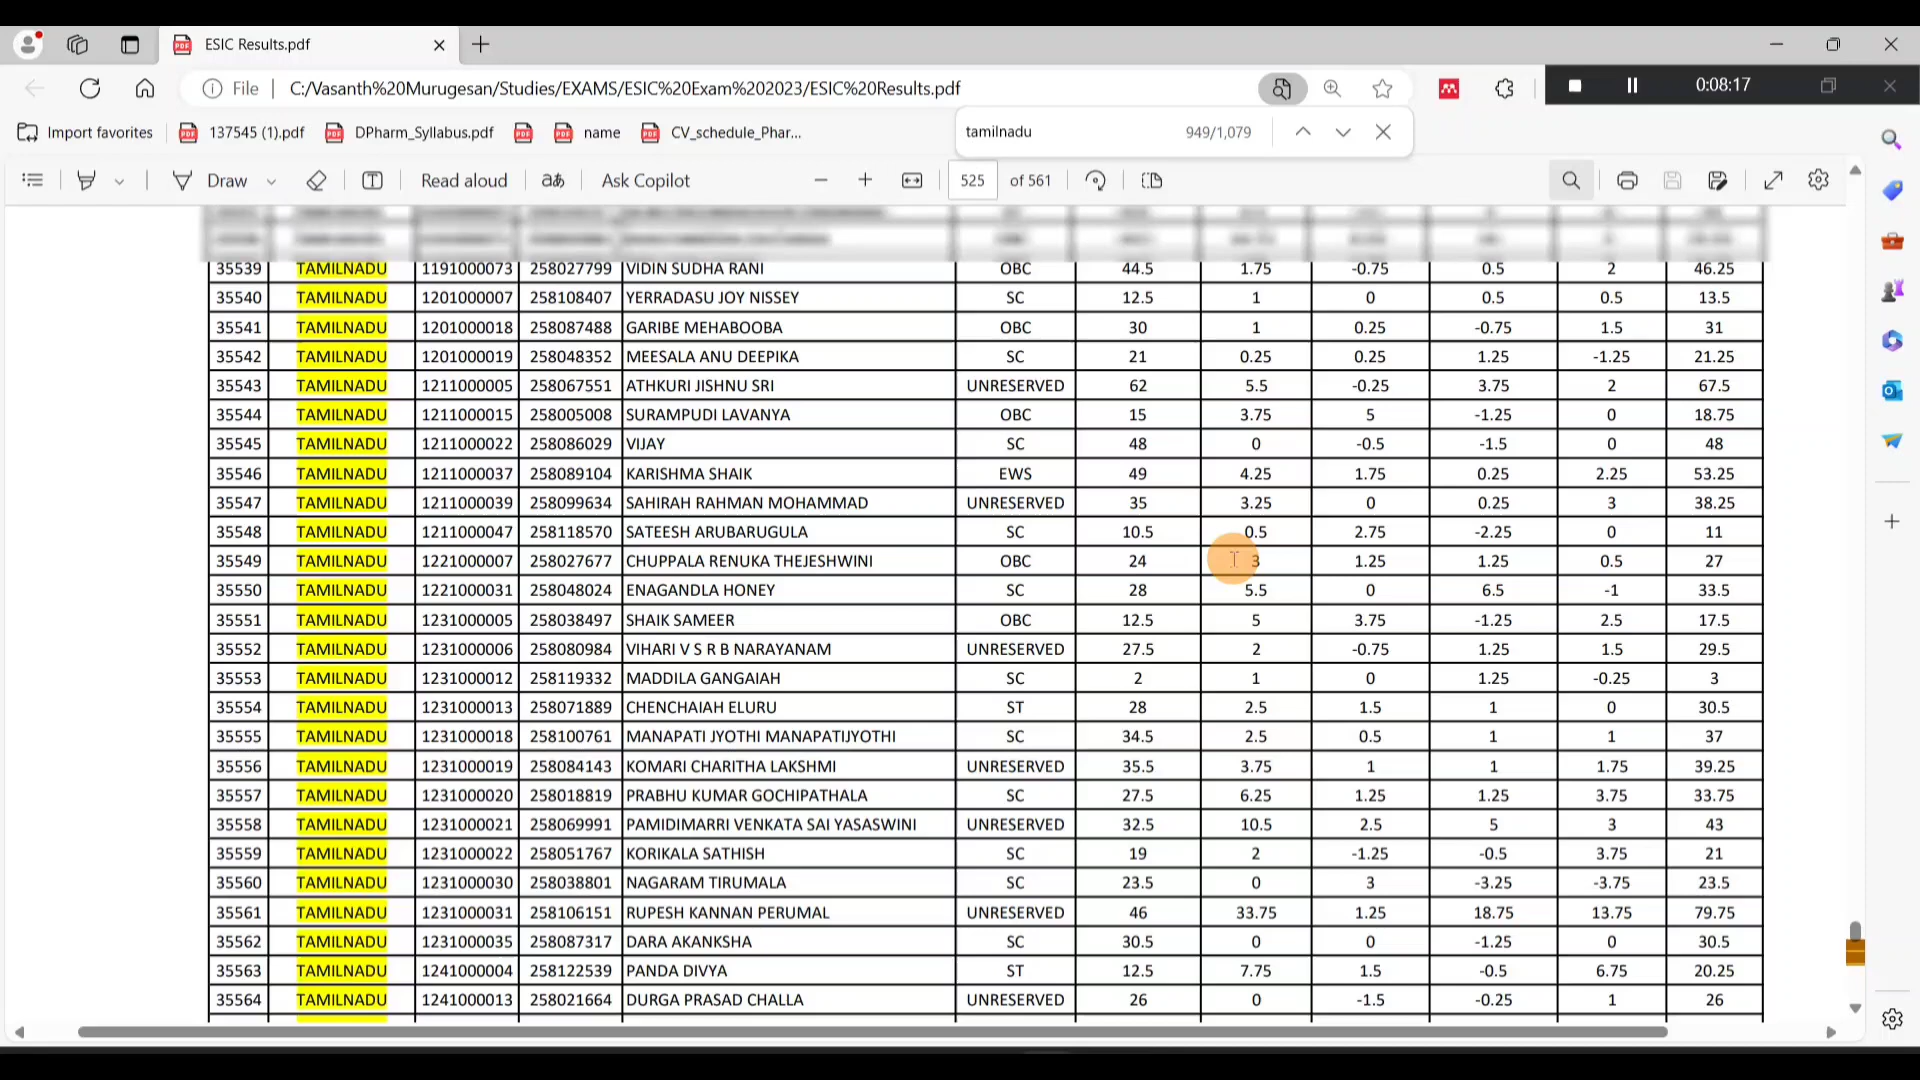 ESIC Results.pdf
File C:/Vasanth%20Murugesan/Studies/EXAMS/ESIC%20Exam%202023/ESIC%20Results.pdf
0:08:17
Import favorites 137545 (1).pdf DPharm_Syllabus.pdf name CV_schedule_Phar...
tamilnadu 949/1,079
Draw Read aloud aあ Ask Copilot 525 of 561
35539 TAMILNADU 1191000073 258027799 VIDIN SUDHA RANI OBC 44.5 1.75 -0.75 0.5 2 46.25
35540 TAMILNADU 1201000007 258108407 YERRADASU JOY NISSEY SC 12.5 1 0 0.5 0.5 13.5
35541 TAMILNADU 1201000018 258087488 GARIBE MEHABOOBA OBC 30 1 0.25 -0.75 1.5 31
35542 TAMILNADU 1201000019 258048352 MEESALA ANU DEEPIKA SC 21 0.25 0.25 1.25 -1.25 21.25
35543 TAMILNADU 1211000005 258067551 ATHKURI JISHNU SRI UNRESERVED 62 5.5 -0.25 3.75 2 67.5
35544 TAMILNADU 1211000015 258005008 SURAMPUDI LAVANYA OBC 15 3.75 5 -1.25 0 18.75
35545 TAMILNADU 1211000022 258086029 VIJAY SC 48 0 -0.5 -1.5 0 48
35546 TAMILNADU 1211000037 258089104 KARISHMA SHAIK EWS 49 4.25 1.75 0.25 2.25 53.25
35547 TAMILNADU 1211000039 258099634 SAHIRAH RAHMAN MOHAMMAD UNRESERVED 35 3.25 0 0.25 3 38.25
35548 TAMILNADU 1211000047 258118570 SATEESH ARUBARUGULA SC 10.5 0.5 2.75 -2.25 0 11
35549 TAMILNADU 1221000007 258027677 CHUPPALA RENUKA THEJESHWINI OBC 24 3 1.25 1.25 0.5 27
35550 TAMILNADU 1221000031 258048024 ENAGANDLA HONEY SC 28 5.5 0 6.5 -1 33.5
35551 TAMILNADU 1231000005 258038497 SHAIK SAMEER OBC 12.5 5 3.75 -1.25 2.5 17.5
35552 TAMILNADU 1231000006 258080984 VIHARI V S R B NARAYANAM UNRESERVED 27.5 2 -0.75 1.25 1.5 29.5
35553 TAMILNADU 1231000012 258119332 MADDILA GANGAIAH SC 2 1 0 1.25 -0.25 3
35554 TAMILNADU 1231000013 258071889 CHENCHAIAH ELURU ST 28 2.5 1.5 1 0 30.5
35555 TAMILNADU 1231000018 258100761 MANAPATI JYOTHI MANAPATIJYOTHI SC 34.5 2.5 0.5 1 1 37
35556 TAMILNADU 1231000019 258084143 KOMARI CHARITHA LAKSHMI UNRESERVED 35.5 3.75 1 1 1.75 39.25
35557 TAMILNADU 1231000020 258018819 PRABHU KUMAR GOCHIPATHALA SC 27.5 6.25 1.25 1.25 3.75 33.75
35558 TAMILNADU 1231000021 258069991 PAMIDIMARRI VENKATA SAI YASASWINI UNRESERVED 32.5 10.5 2.5 5 3 43
35559 TAMILNADU 1231000022 258051767 KORIKALA SATHISH SC 19 2 -1.25 -0.5 3.75 21
35560 TAMILNADU 1231000030 258038801 NAGARAM TIRUMALA SC 23.5 0 3 -3.25 -3.75 23.5
35561 TAMILNADU 1231000031 258106151 RUPESH KANNAN PERUMAL UNRESERVED 46 33.75 1.25 18.75 13.75 79.75
35562 TAMILNADU 1231000035 258087317 DARA AKANKSHA SC 30.5 0 0 -1.25 0 30.5
35563 TAMILNADU 1241000004 258122539 PANDA DIVYA ST 12.5 7.75 1.5 -0.5 6.75 20.25
35564 TAMILNADU 1241000013 258021664 DURGA PRASAD CHALLA UNRESERVED 26 0 -1.5 -0.25 1 26